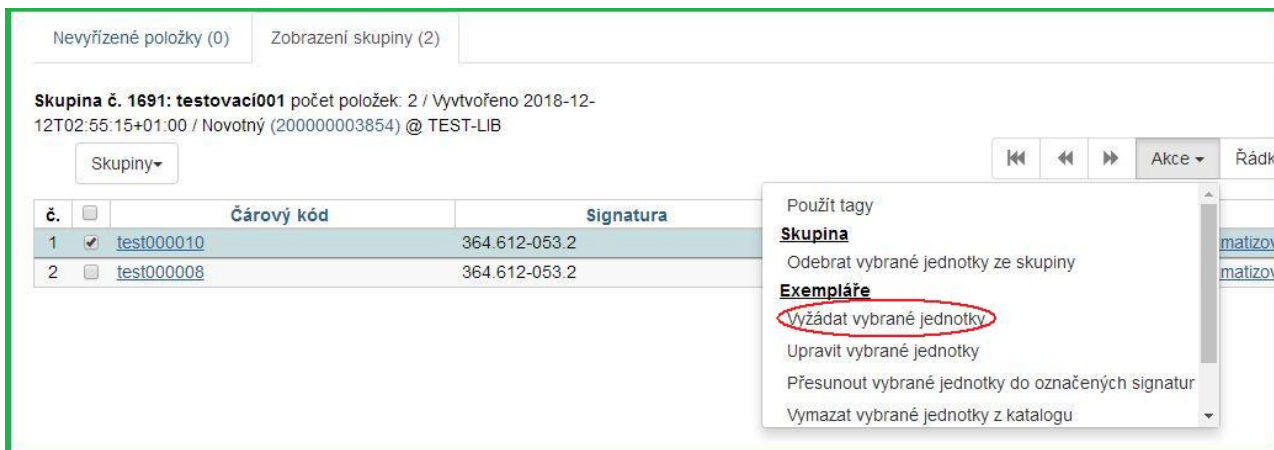 Nevyřízené položky (0) Zobrazení skupiny (2)
Skupina č. 1691: testovací001 počet položek: 2 / Vyvtvořeno 2018-12-
12T02:55:15+01:00 / Novotný (200000003854) @ TEST-LIB
Skupiny Akce Řádk
č. Čárový kód Signatura
1 test000010 364.612-053.2 matizov
2 test000008 364.612-053.2 matizov
Použít tagy
Skupina
Odebrat vybrané jednotky ze skupiny
Exempláře
Vyžádat vybrané jednotky
Upravit vybrané jednotky
Přesunout vybrané jednotky do označených signatur
Vymazat vybrané jednotky z katalogu